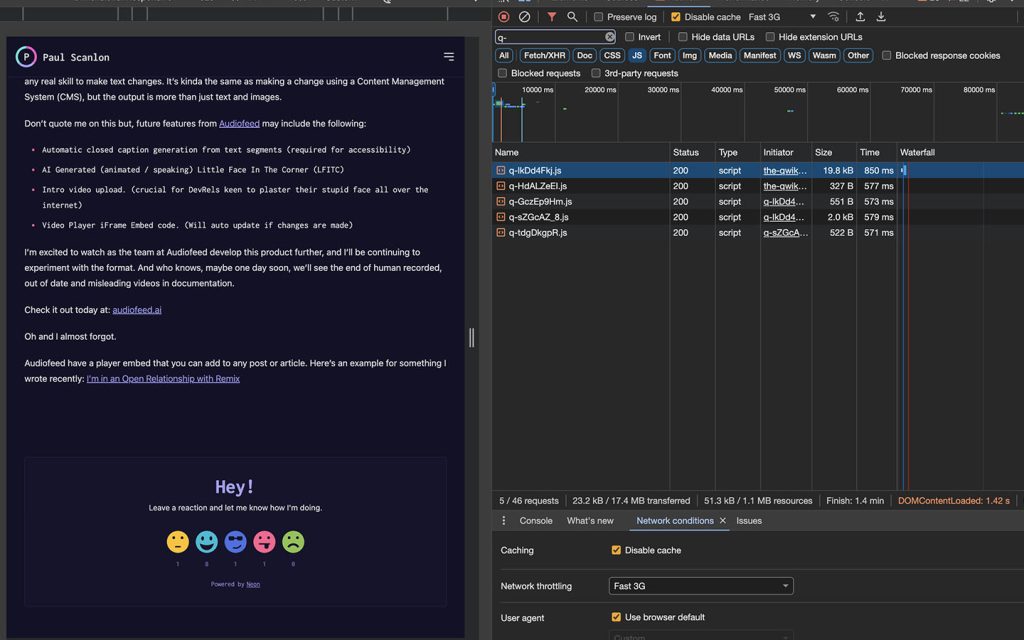 Preserve log
Disable cache
Fast 3G
P
Paul Scanlon
q-
Invert
Hide data URLs
Hide extension URLs
All
Fetch/XHR
Doc
CSS
JS
Font
Img
Media
Manifest
WS
Wasm
Other
Blocked response cookies
Blocked requests
3rd-party requests
10000 ms
20000 ms
30000 ms
40000 ms
50000 ms
60000 ms
70000 ms
80000 ms
any real skill to make text changes. It's kinda the same as making a change using a Content Management
System (CMS), but the output is more than just text and images.
Don't quote me on this but, future features from Audiofeed may include the following:
• Automatic closed caption generation from text segments (required for accessibility)
• AI Generated (animated / speaking) Little Face In The Corner (LFITC)
• Intro video upload. (crucial for DevRels keen to plaster their stupid face all over the
internet)
• Video Player iFrame Embed code. (Will auto update if changes are made)
I'm excited to watch as the team at Audiofeed develop this product further, and I'll be continuing to
experiment with the format. And who knows, maybe one day soon, we'll see the end of human recorded,
out of date and misleading videos in documentation.
Check it out today at: audiofeed.ai
Oh and I almost forgot.
Audiofeed have a player embed that you can add to any post or article. Here's an example for something I
wrote recently: I'm in an Open Relationship with Remix
Hey!
Leave a reaction and let me know how I'm doing.
1 8 1 1 0
Powered by Neon
Name Status Type Initiator Size Time Waterfall
q-lkDd4Fkj.js 200 script the-qwik... 19.8 kB 850 ms
q-HdALZeEI.js 200 script the-qwik... 327 B 577 ms
q-GczEp9Hm.js 200 script q-lkDd4... 551 B 573 ms
q-sZGcAZ_8.js 200 script q-lkDd4... 2.0 kB 579 ms
q-tdgDkgpR.js 200 script q-sZGcA... 522 B 571 ms
5 / 46 requests
23.2 kB / 17.4 MB transferred
51.3 kB / 1.1 MB resources
Finish: 1.4 min
DOMContentLoaded: 1.42 s
Console
What's new
Network conditions
Issues
Caching
Disable cache
Network throttling
Fast 3G
User agent
Use browser default
Custom...